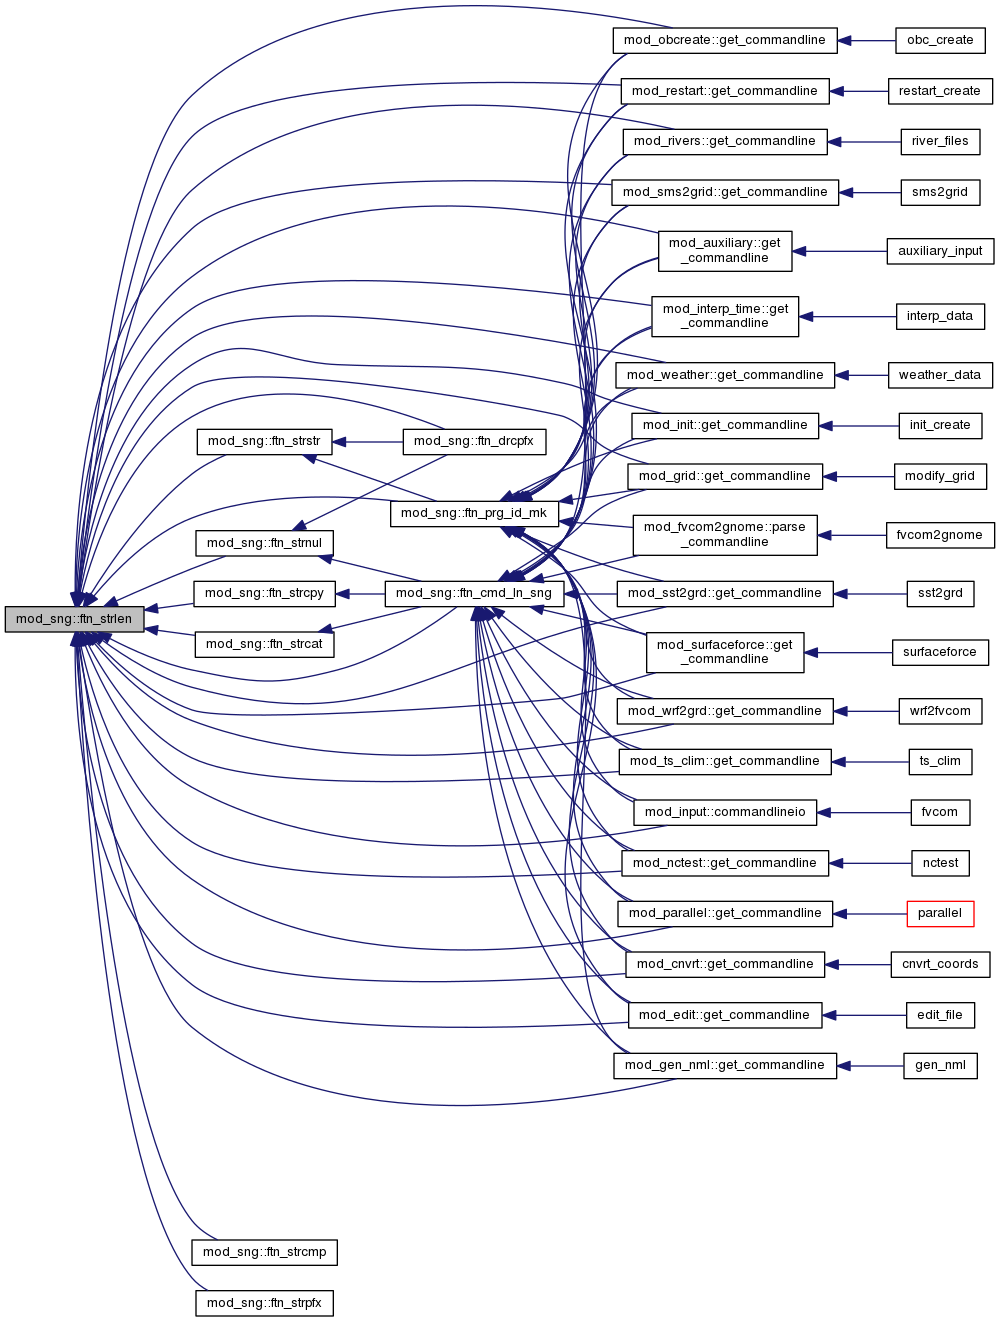 mod_obcreate::get_commandline
obc_create
mod_restart::get_commandline
restart_create
mod_rivers::get_commandline
river_files
mod_sms2grid::get_commandline
sms2grid
mod_auxiliary::get
_commandline
auxiliary_input
mod_interp_time::get
_commandline
interp_data
mod_weather::get_commandline
weather_data
mod_init::get_commandline
init_create
mod_sng::ftn_strstr
mod_sng::ftn_drcpfx
mod_grid::get_commandline
modify_grid
mod_sng::ftn_prg_id_mk
mod_fvcom2gnome::parse
_commandline
fvcom2gnome
mod_sng::ftn_strnul
mod_sng::ftn_strcpy
mod_sng::ftn_cmd_ln_sng
mod_sst2grd::get_commandline
sst2grd
mod_sng::ftn_strlen
mod_sng::ftn_strcat
mod_surfaceforce::get
_commandline
surfaceforce
mod_wrf2grd::get_commandline
wrf2fvcom
mod_ts_clim::get_commandline
ts_clim
mod_input::commandlineio
fvcom
mod_nctest::get_commandline
nctest
mod_parallel::get_commandline
parallel
mod_cnvrt::get_commandline
cnvrt_coords
mod_edit::get_commandline
edit_file
mod_gen_nml::get_commandline
gen_nml
mod_sng::ftn_strcmp
mod_sng::ftn_strpfx